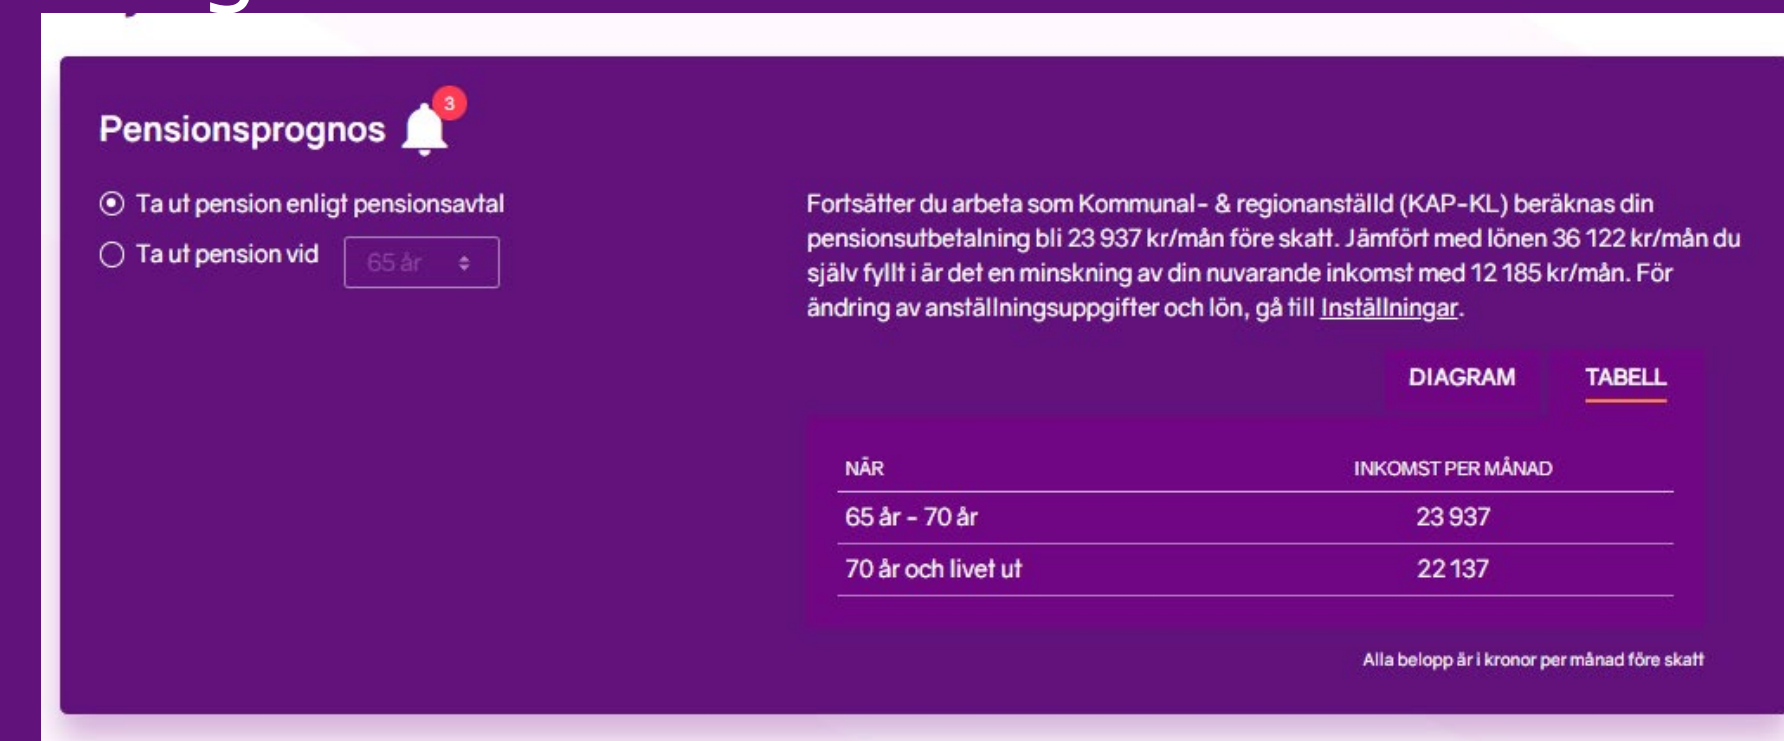 Pensionsprognos 3
Ta ut pension enligt pensionsavtal
Ta ut pension vid 65 år
Fortsätter du arbeta som Kommunal- & regionanställd (KAP-KL) beräknas din
pensionsutbetalning bli 23 937 kr/mån före skatt. Jämfört med lönen 36 122 kr/mån du
själv fyllt i är det en minskning av din nuvarande inkomst med 12 185 kr/mån. För
ändring av anställningsuppgifter och lön, gå till Inställningar.
DIAGRAM TABELL
NÄR INKOMST PER MÅNAD
65 år - 70 år 23 937
70 år och livet ut 22 137
Alla belopp är i kronor per månad före skatt